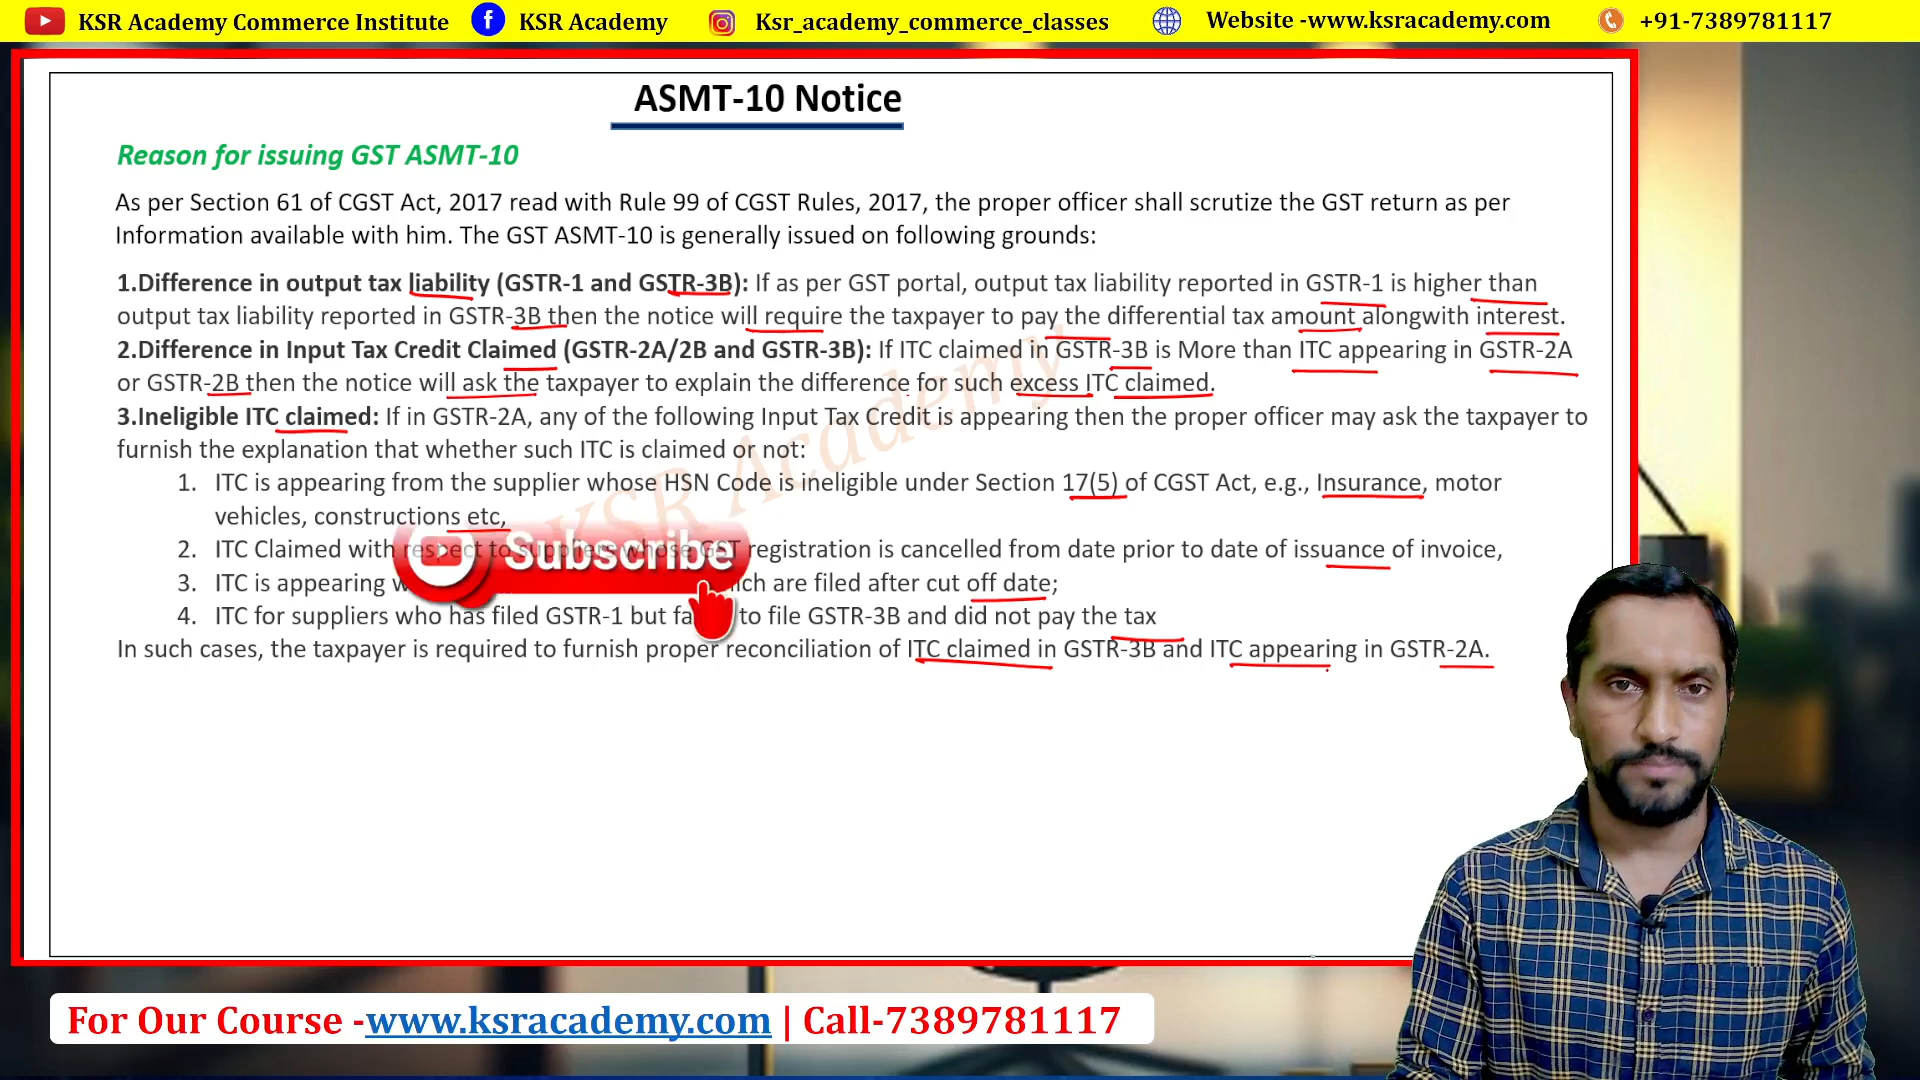 KSR Academy Commerce Institute KSR Academy Ksr_academy_commerce_classes Website -www.ksracademy.com +91-7389781117
ASMT-10 Notice
Reason for issuing GST ASMT-10
As per Section 61 of CGST Act, 2017 read with Rule 99 of CGST Rules, 2017, the proper officer shall scrutize the GST return as per
Information available with him. The GST ASMT-10 is generally issued on following grounds:
1.Difference in output tax liability (GSTR-1 and GSTR-3B): If as per GST portal, output tax liability reported in GSTR-1 is higher than
output tax liability reported in GSTR-3B then the notice will require the taxpayer to pay the differential tax amount alongwith interest.
2.Difference in Input Tax Credit Claimed (GSTR-2A/2B and GSTR-3B): If ITC claimed in GSTR-3B is More than ITC appearing in GSTR-2A
or GSTR-2B then the notice will ask the taxpayer to explain the difference for such excess ITC claimed.
3.Ineligible ITC claimed: If in GSTR-2A, any of the following Input Tax Credit is appearing then the proper officer may ask the taxpayer to
furnish the explanation that whether such ITC is claimed or not:
1. ITC is appearing from the supplier whose HSN Code is ineligible under Section 17(5) of CGST Act, e.g., Insurance, motor
vehicles, constructions etc,
2. ITC Claimed with respect to suppliers whose GST registration is cancelled from date prior to date of issuance of invoice,
3. ITC is appearing are filed after cut off date;
4. ITC for suppliers who has filed GSTR-1 but to file GSTR-3B and did not pay the tax
In such cases, the taxpayer is required to furnish proper reconciliation of ITC claimed in GSTR-3B and ITC appearing in GSTR-2A.
KSR Academy
Subscribe
For Our Course -www.ksracademy.com | Call-7389781117